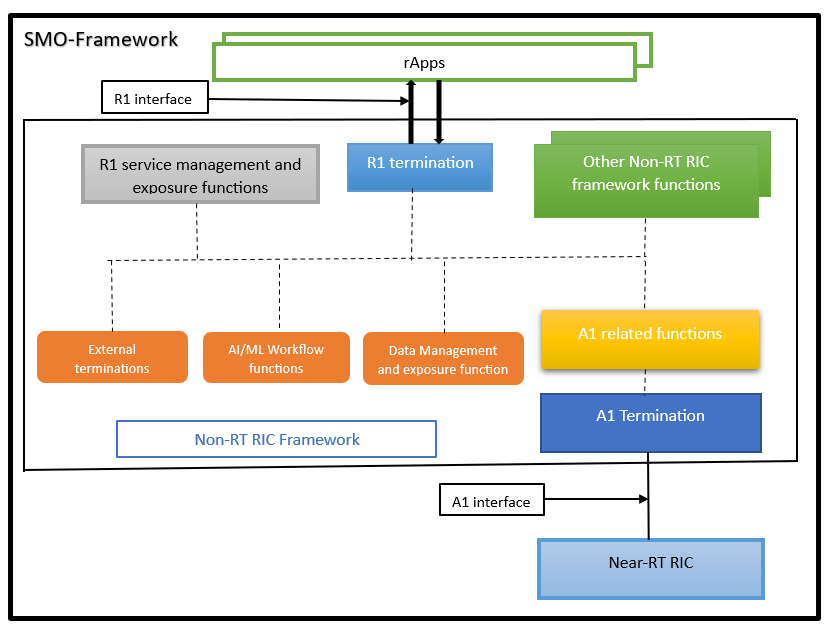 SMO-Framework
rApps
R1 interface
R1 service management and
exposure functions
R1 termination
Other Non-RT RIC
framework functions
External
terminations
AI/ML Workflow
functions
Data Management
and exposure function
A1 related functions
A1 Termination
Non-RT RIC Framework
A1 interface
Near-RT RIC